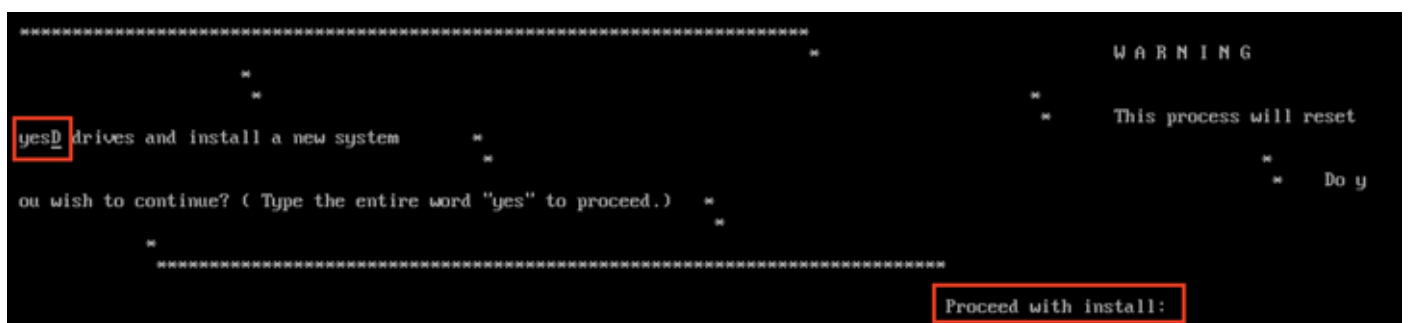 ***************************************************************************
* W A R N I N G
*
*
*
* This process will reset
yesD drives and install a new system *
*
*
* Do y
ou wish to continue? ( Type the entire word "yes" to proceed.) *
*
*
***************************************************************************
Proceed with install: